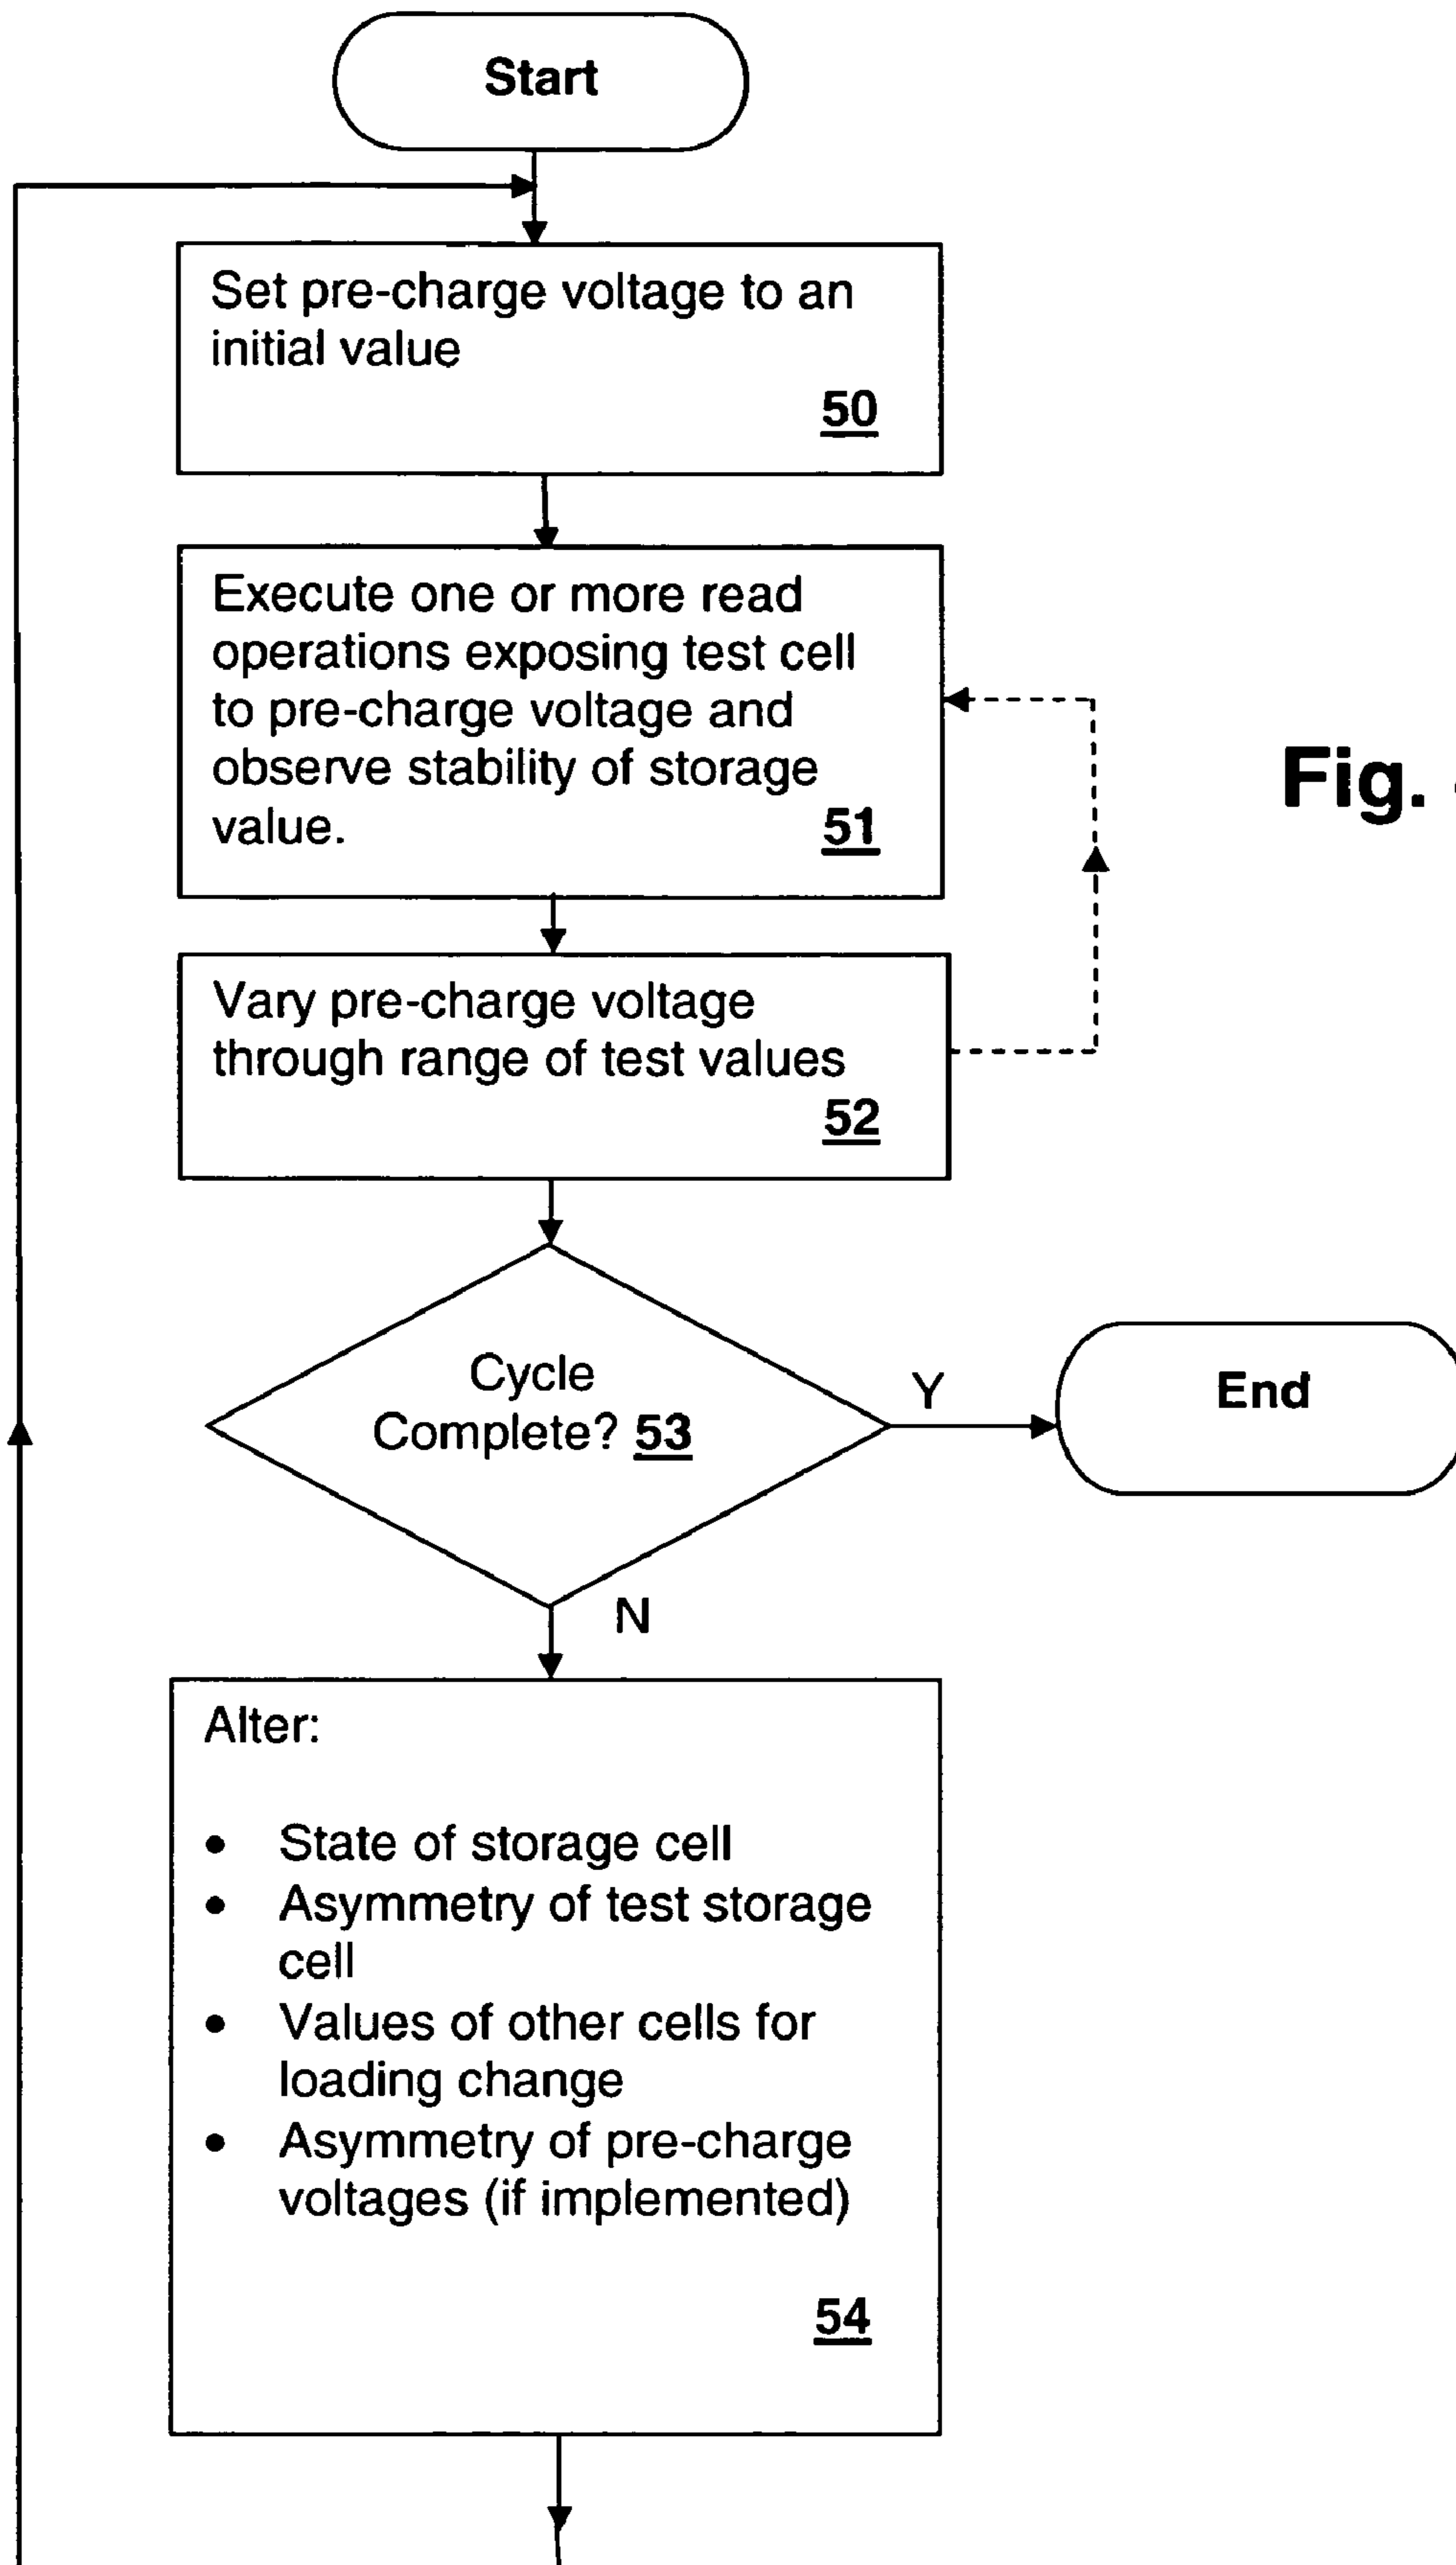 Start
Set pre-charge voltage to an
initial value
50
Execute one or more read
operations exposing test cell
to pre-charge voltage and
observe stability of storage
value.
51
Fig.
Vary pre-charge voltage
through range of test values
52
Cycle
Complete? 53
Y
End
N
Alter:
• State of storage cell
• Asymmetry of test storage
cell
• Values of other cells for
loading change
• Asymmetry of pre-charge
voltages (if implemented)
54